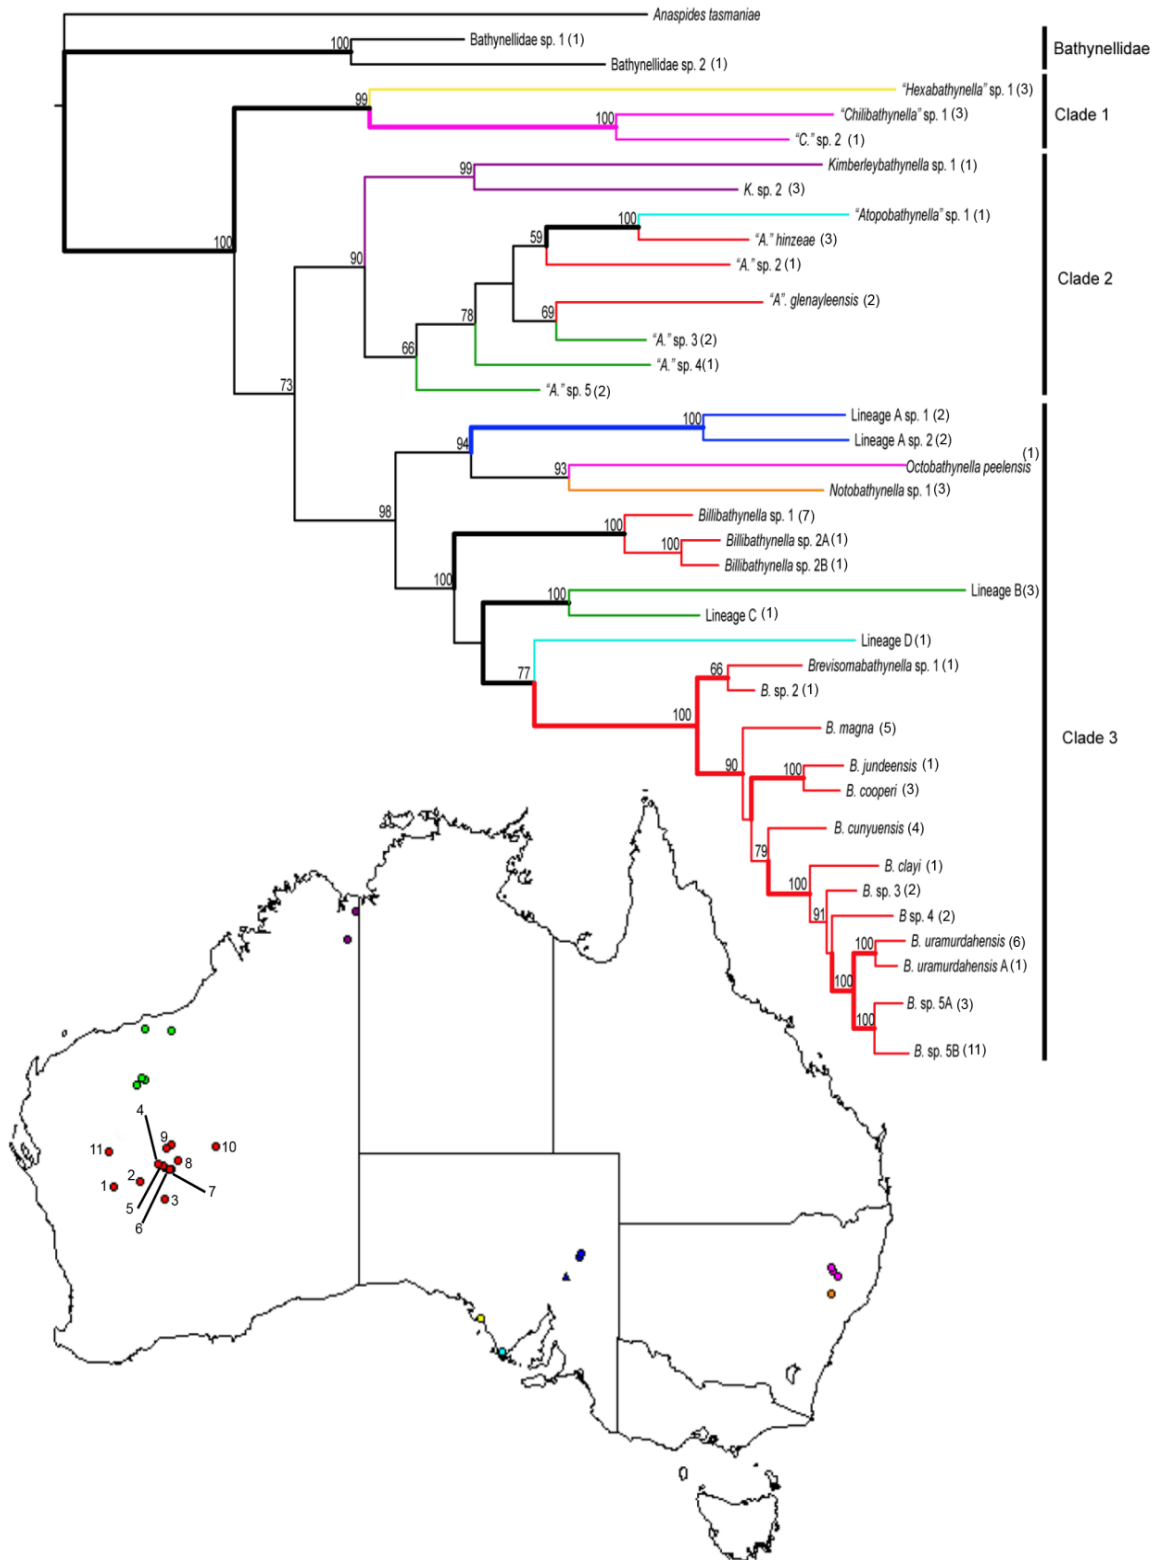 Anaspides tasmaniae
100
Bathynellidae sp. 1 (1)
Bathynellidae sp. 2 (1)
Bathynellidae
99
"Hexabathynella" sp. 1 (3)
100
"Chilibathynella" sp. 1 (3)
"C." sp. 2 (1)
Clade 1
100
99
Kimberleybathynella sp. 1 (1)
K. sp. 2 (3)
90
100
"Atopobathynella" sp. 1 (1)
59
"A." hinzeae (3)
"A." sp. 2 (1)
78
69
"A". glenayleensis (2)
66
"A." sp. 3 (2)
"A." sp. 4(1)
"A." sp. 5 (2)
Clade 2
73
100
Lineage A sp. 1 (2)
94
Lineage A sp. 2 (2)
(1)
93
Octobathynella peelensis
Notobathynella sp. 1 (3)
98
100
Billibathynella sp. 1 (7)
100
Billibathynella sp. 2A (1)
Billibathynella sp. 2B (1)
100
100
Lineage B(3)
Lineage C (1)
77
Lineage D (1)
66
Brevisomabathynella sp. 1 (1)
B. sp. 2 (1)
100
B. magna (5)
90
100
B. jundeensis (1)
B. cooperi (3)
79
B. cunyuensis (4)
100
B. clayi (1)
91
B. sp. 3 (2)
B sp. 4 (2)
100
B. uramurdahensis (6)
B. uramurdahensis A (1)
100
100
B. sp. 5A (3)
B. sp. 5B (11)
Clade 3
4
9
11
10
8
2
1
7
5
3
6